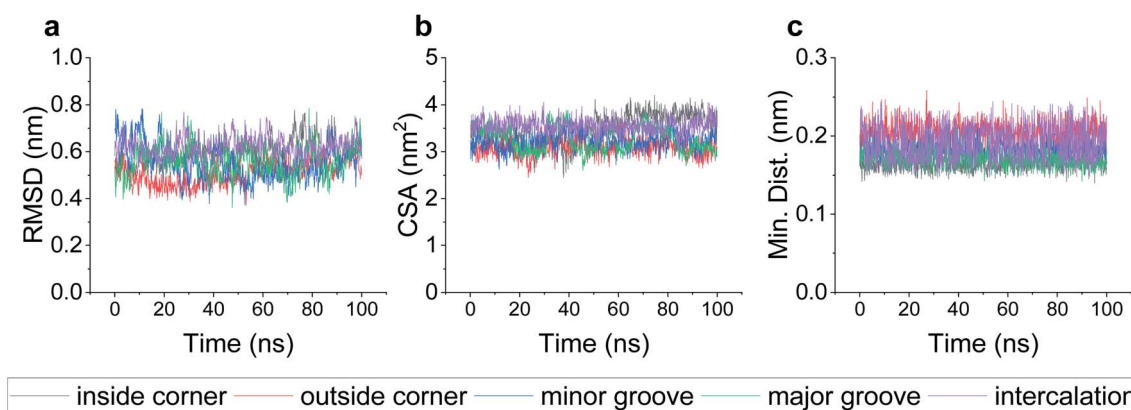 a
b
c
RMSD (nm)
1.0
0.8
0.6
0.4
0.2
0.0
0 20 40 60 80 100
Time (ns)
CSA (nm²)
5
4
3
2
1
0
0 20 40 60 80 100
Time (ns)
Min. Dist. (nm)
0.3
0.2
0.1
0.0
0 20 40 60 80 100
Time (ns)
inside corner outside corner minor groove major groove intercalation